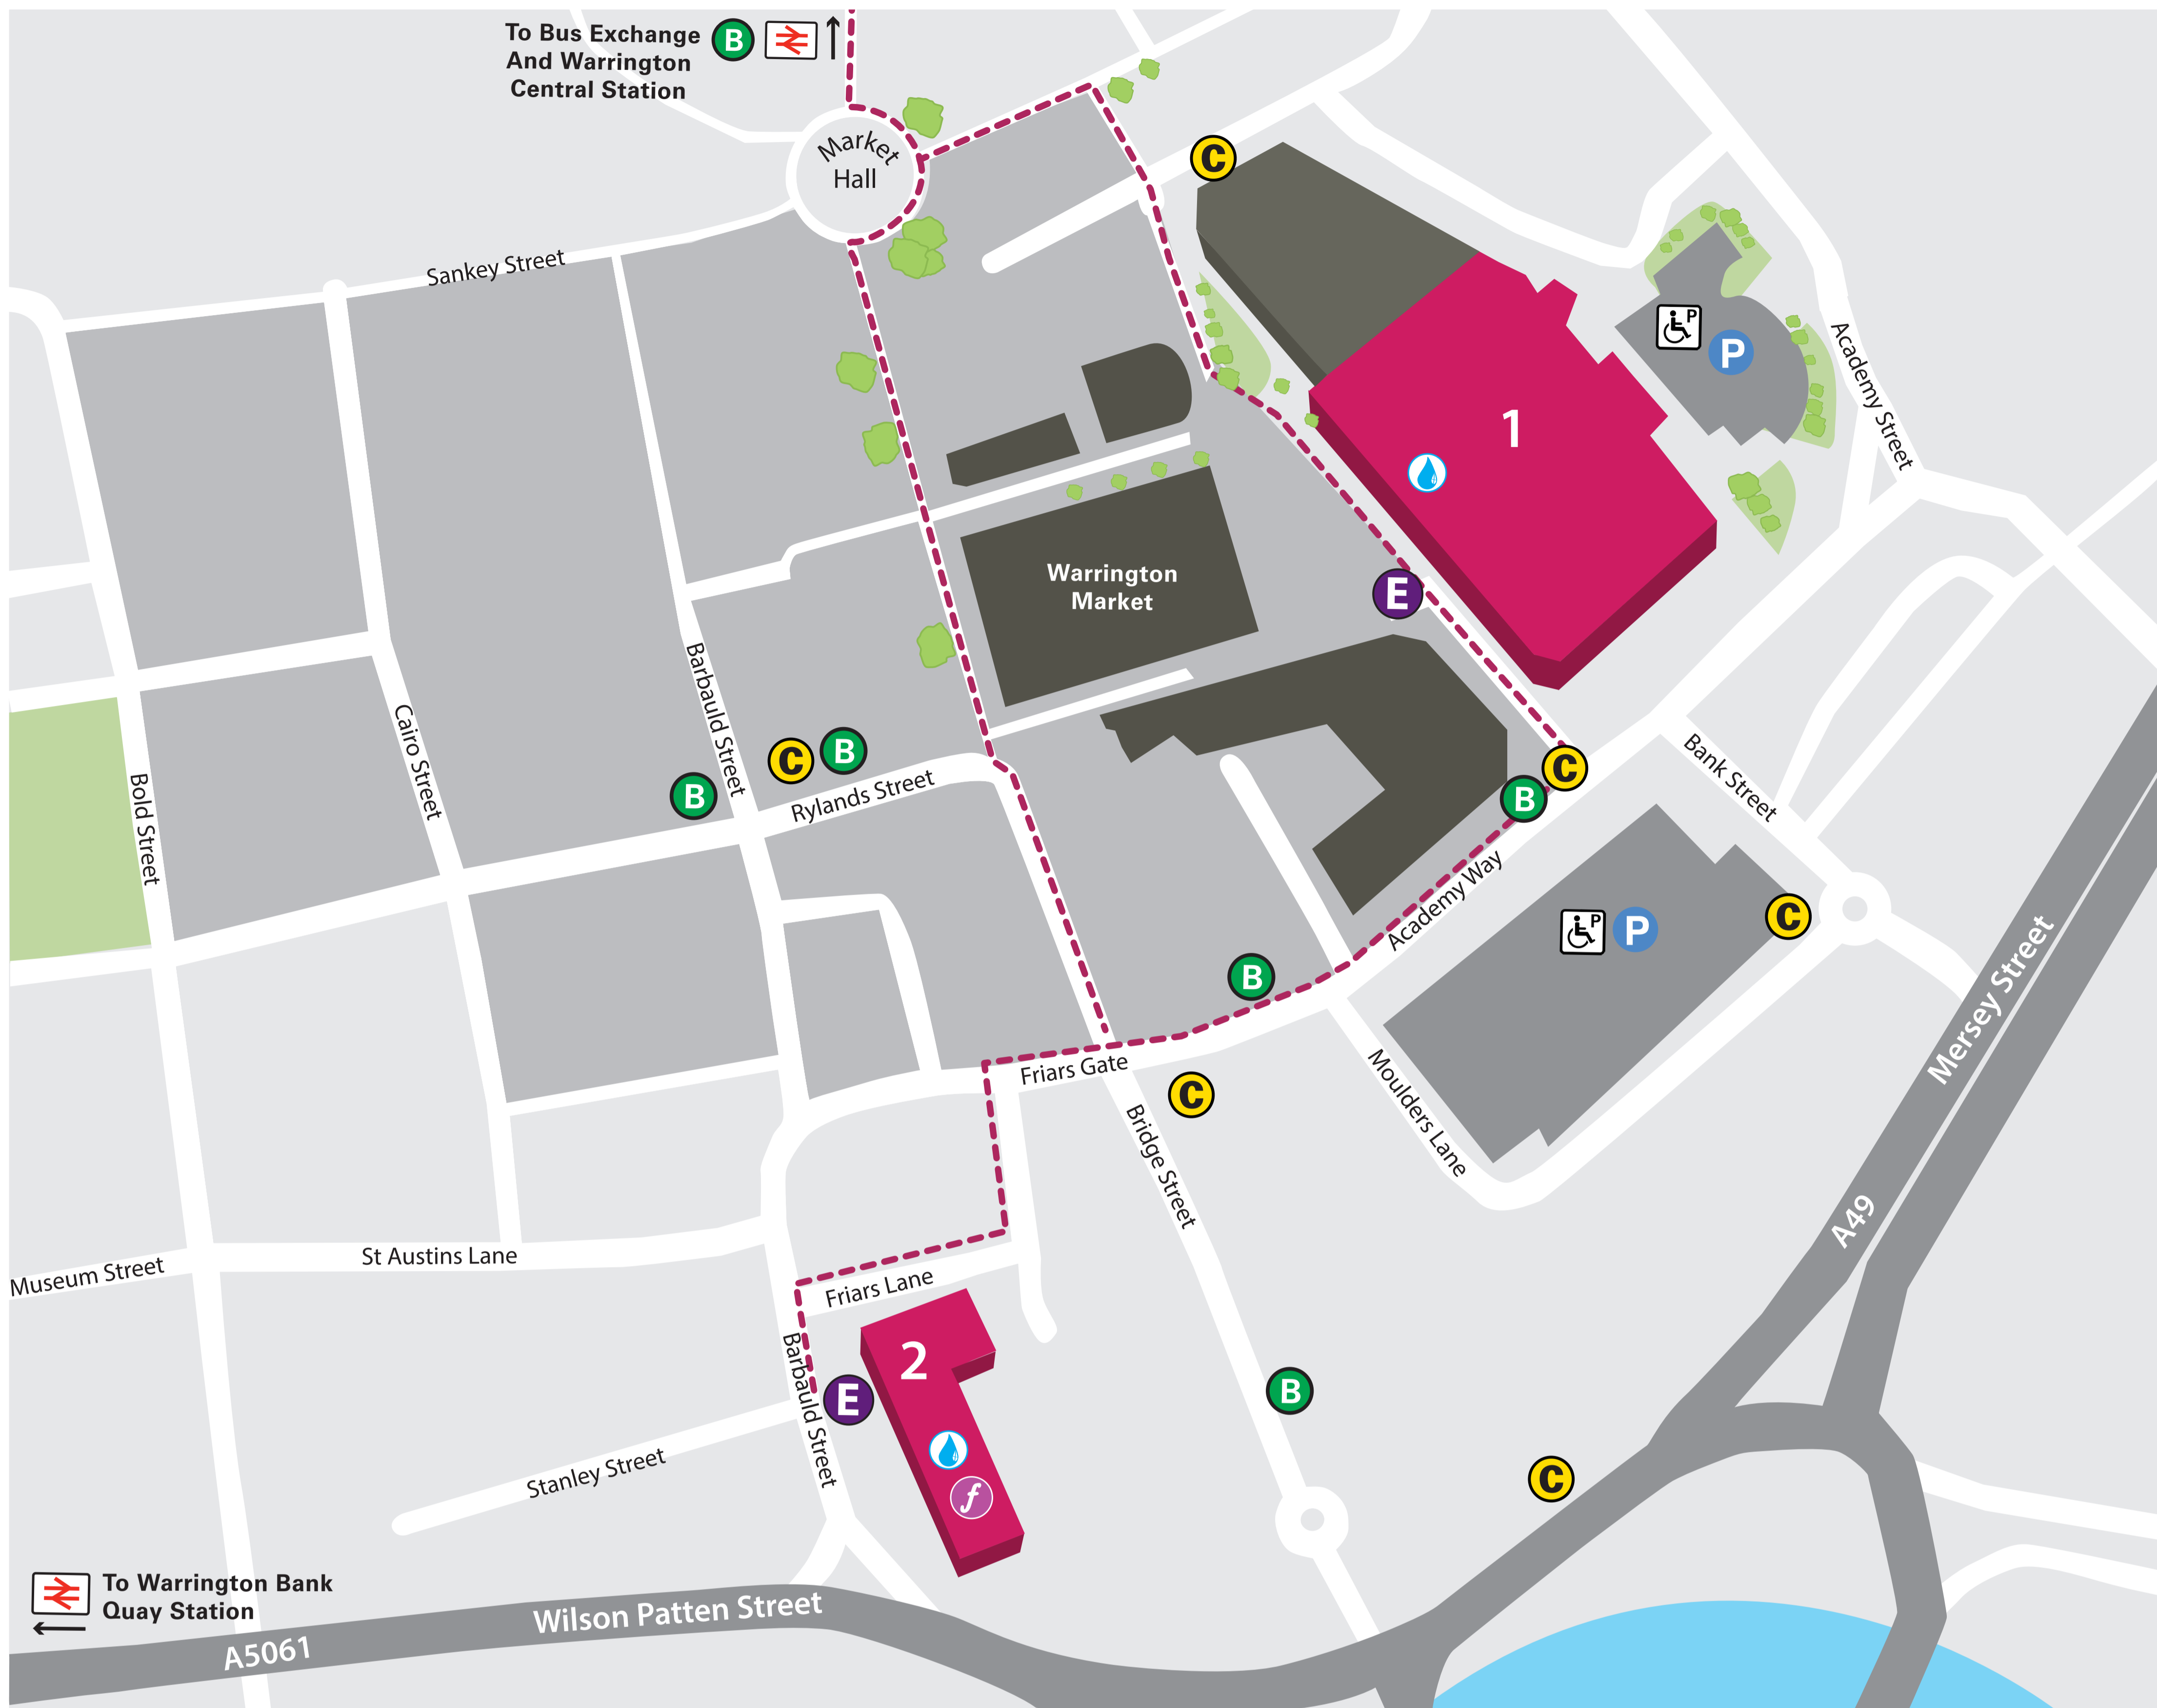 To Bus Exchange
And Warrington
Central Station
B
Market
Hall
C
Sankey Street
P
P
Academy Street
1
Warrington
Market
E
Barbauld Street
Cairo Street
Bold Street
C
B
B
Rylands Street
C
B
Bank Street
Academy Way
P
P
C
B
Mersey Street
Friars Gate
C
Moulders Lane
Bridge Street
A49
St Austins Lane
Museum Street
Friars Lane
2
Barbauld Street
E
B
Stanley Street
f
C
To Warrington Bank
Quay Station
Wilson Patten Street
A5061